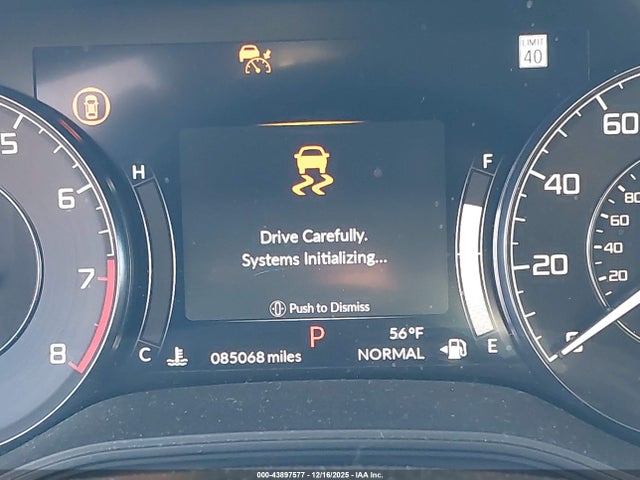 LIMIT
40
5
6
7
8
H
C
Drive Carefully.
Systems Initializing...
Push to Dismiss
F
E
P
56°F
085068 miles
NORMAL
60
40
20
0
80
60
40
20
000-43897577 - 12/16/2025 - IAA Inc.